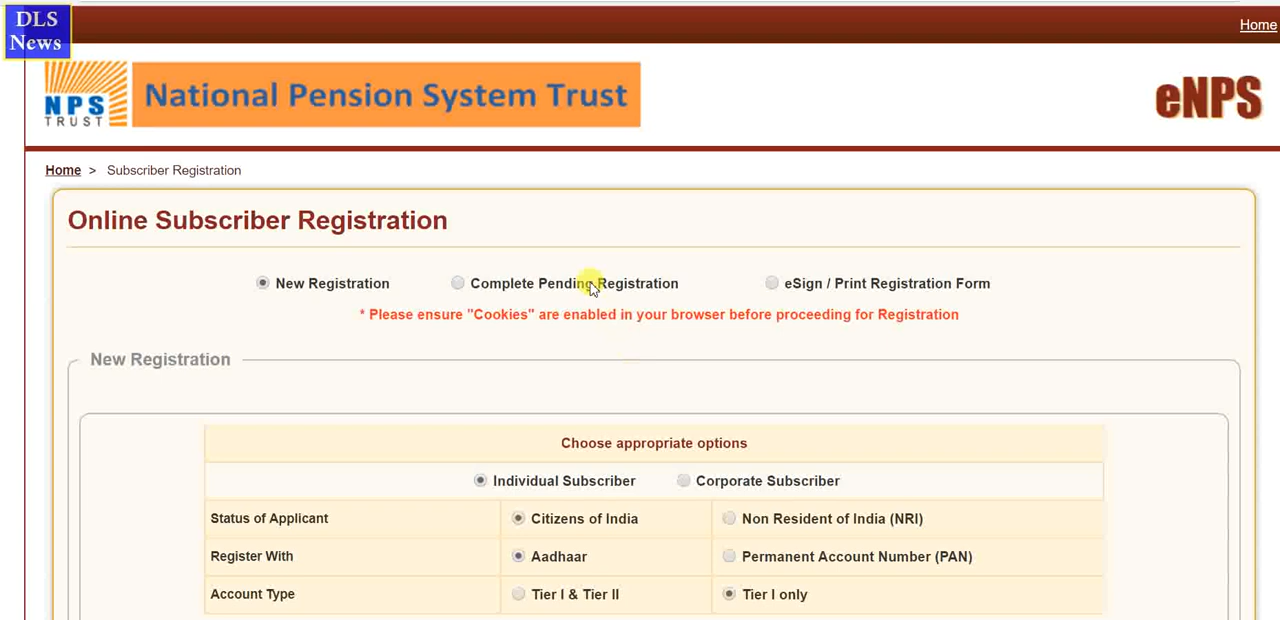 DLS
News
Home
NPS
TRUST
National Pension System Trust
eNPS
Home > Subscriber Registration
Online Subscriber Registration
New Registration Complete Pending Registration eSign / Print Registration Form
* Please ensure "Cookies" are enabled in your browser before proceeding for Registration
New Registration
Choose appropriate options
Individual Subscriber Corporate Subscriber
Status of Applicant Citizens of India Non Resident of India (NRI)
Register With Aadhaar Permanent Account Number (PAN)
Account Type Tier I & Tier II Tier I only